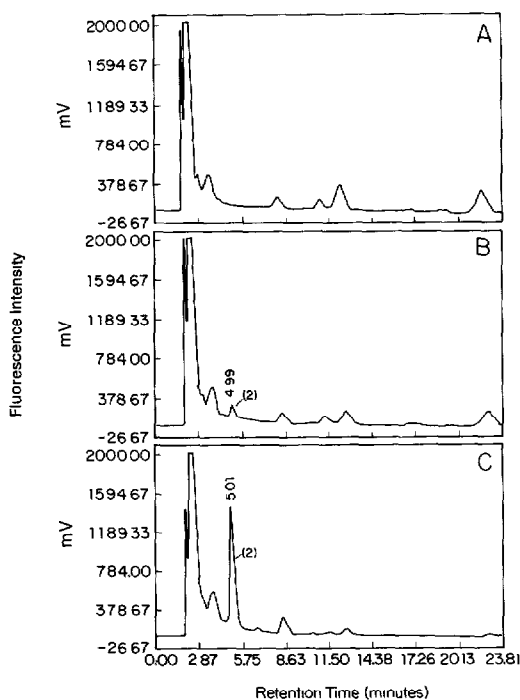 A
2000 00
1594 67
1189 33
784 00
378 67
-26 67
mV
B
2000 00
1594 67
1189 33
784 00
378 67
-26 67
mV
4 99
(2)
C
2000 00
1594 67
1189 33
784 00
378 67
-26 67
mV
5 01
(2)
Fluorescence Intensity
0.00 2 87 5 75 8.63 11.50 14.38 17 26 20 13 23.81
Retention Time (minutes)